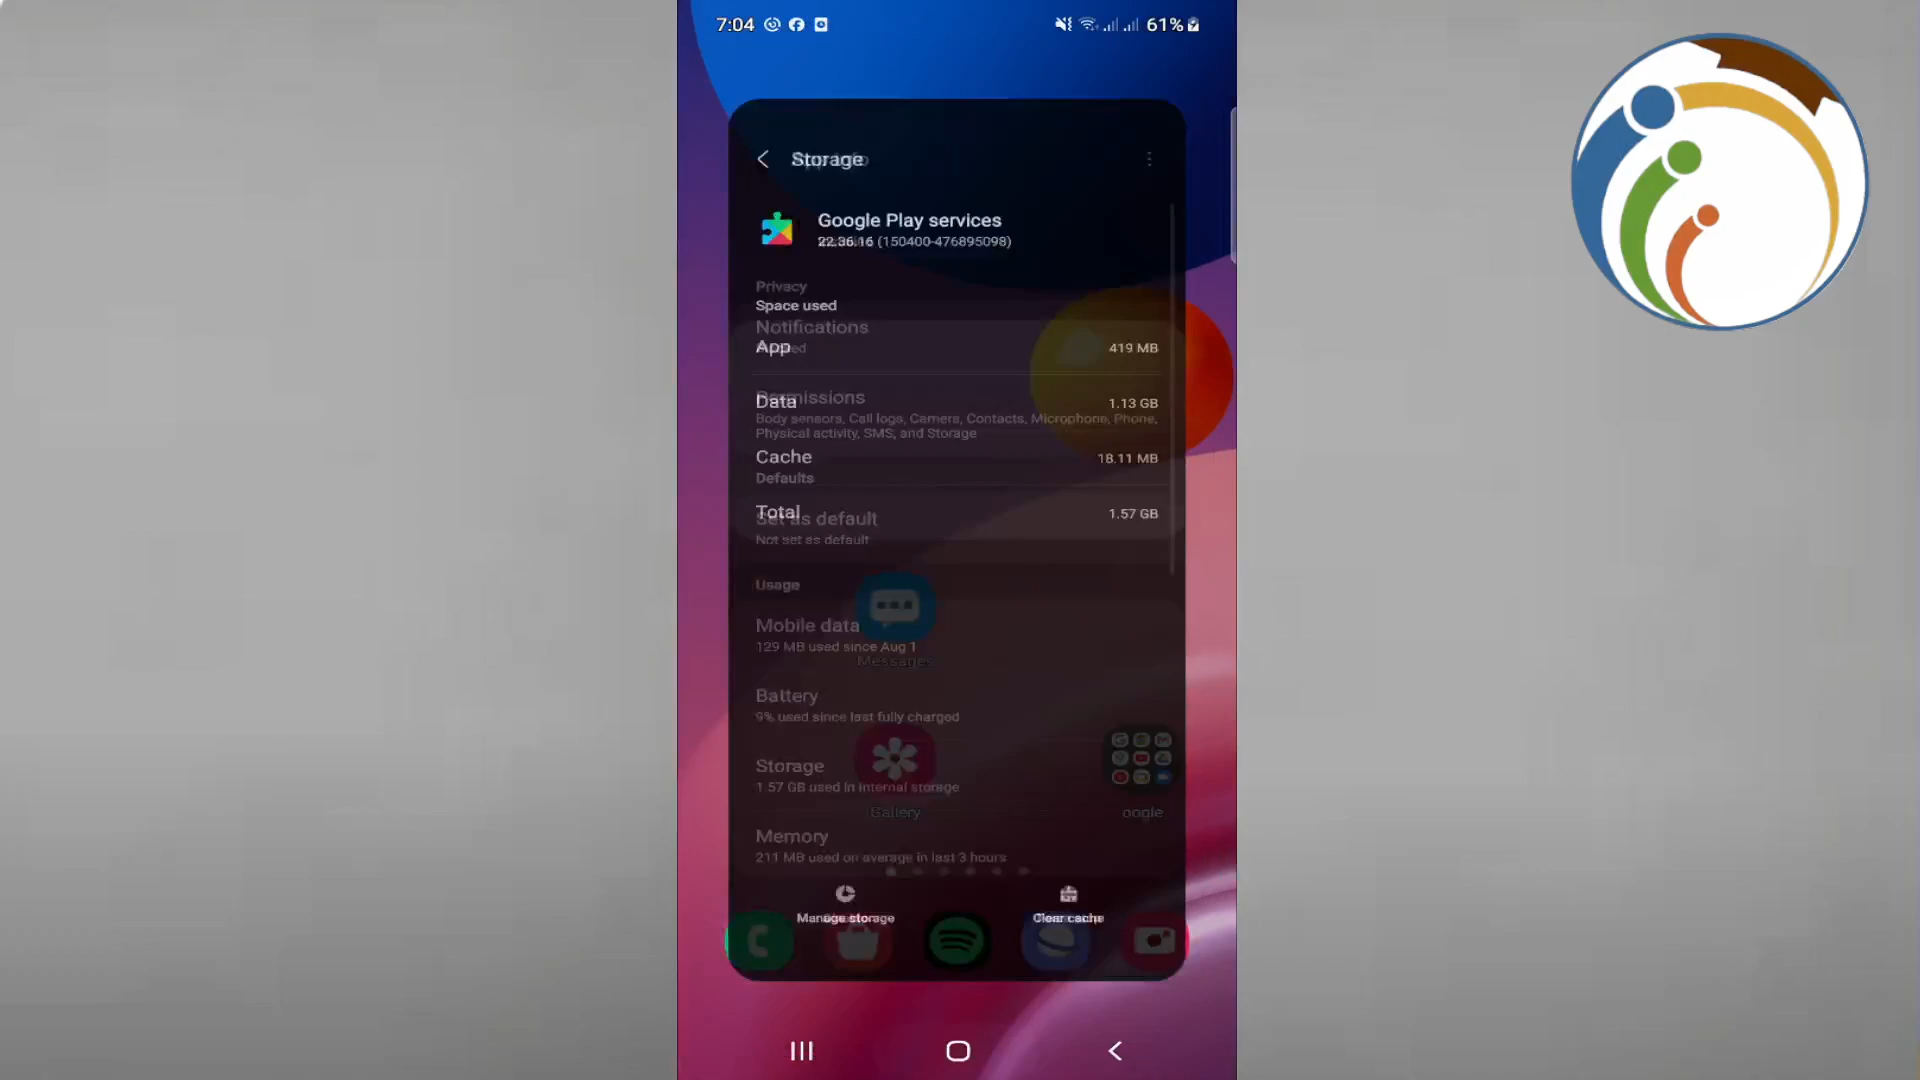 7:04
61%
Storage
Google Play services
22.36.16 (150400-476895098)
Privacy
Space used
Notifications
App
419 MB
Permissions
Data
1.13 GB
Body sensors, Call logs, Camera, Contacts, Microphone, Phone,
Physical activity, SMS, and Storage
Cache
18.11 MB
Defaults
Total
1.57 GB
Set as default
Not set as default
Usage
Mobile data
129 MB used since Aug 1
Messages
Battery
9% used since last fully charged
Storage
1.57 GB used in Internal storage
Gallery
oogle
Memory
211 MB used on average in last 3 hours
Manage storage
Clear cache